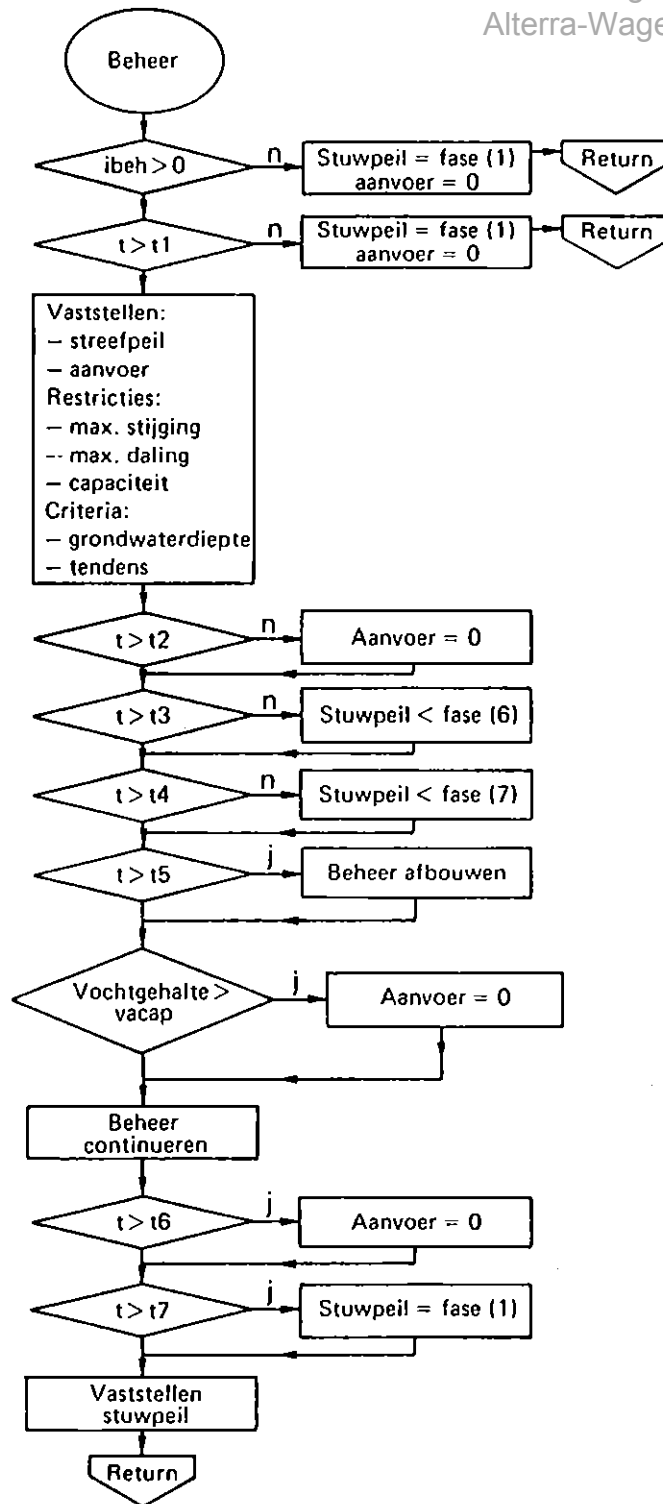 Alterra-Wage
Beheer
ibeh > 0
n
Stuwpeil = fase (1)
aanvoer = 0
Return
t > t1
n
Stuwpeil = fase (1)
aanvoer = 0
Return
Vaststellen:
– streefpeil
– aanvoer
Restricties:
– max. stijging
-- max. daling
– capaciteit
Criteria:
– grondwaterdiepte
– tendens
t > t2
n
Aanvoer = 0
t > t3
n
Stuwpeil < fase (6)
t > t4
n
Stuwpeil < fase (7)
t > t5
j
Beheer afbouwen
Vochtgehalte >
vacap
j
Aanvoer = 0
Beheer
continueren
t > t6
j
Aanvoer = 0
t > t7
j
Stuwpeil = fase (1)
Vaststellen
stuwpeil
Return